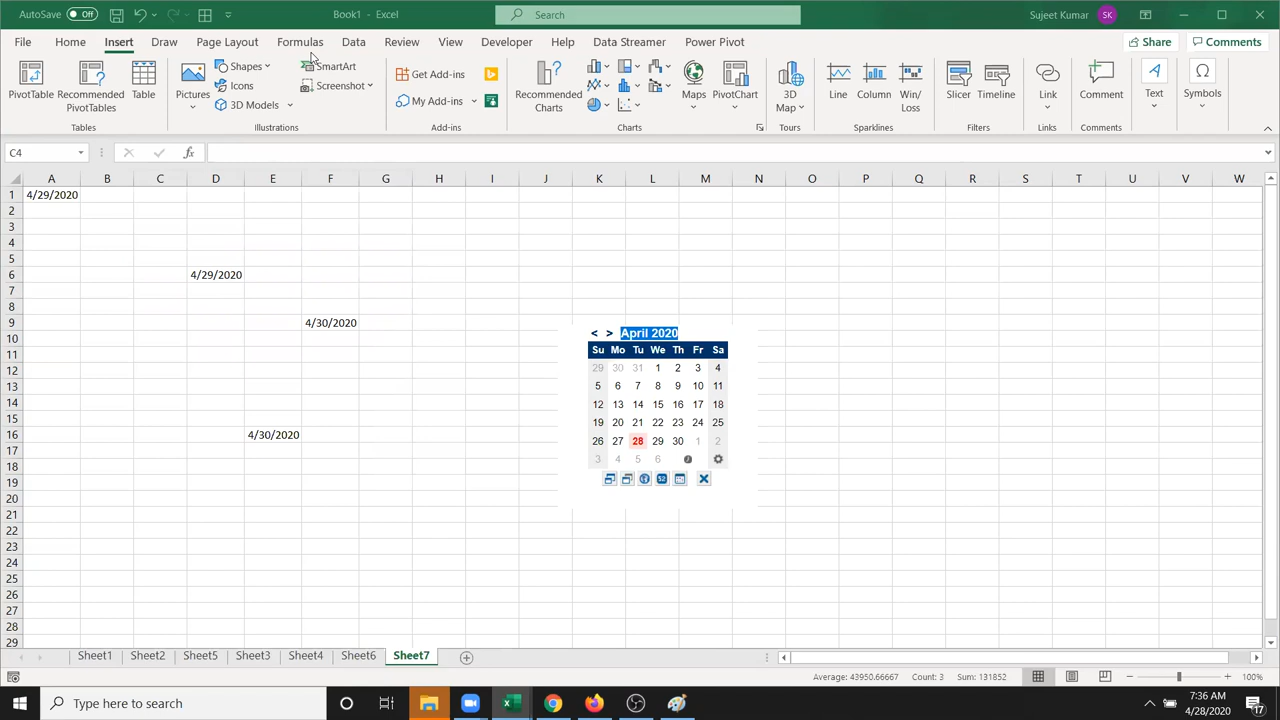 AutoSave Off Book1 - Excel Search Sujeet Kumar SK
File Home Insert Draw Page Layout Formulas Data Review View Developer Help Data Streamer Power Pivot Share Comments
PivotTable Recommended PivotTables Table Pictures Shapes Icons 3D Models SmartArt Screenshot Get Add-ins My Add-ins Recommended Charts Maps PivotChart 3D Map Line Column Win/Loss Slicer Timeline Link Comment Text Symbols
Tables Illustrations Add-ins Charts Tours Sparklines Filters Links Comments
C4 fx
A B C D E F G H I J K L M N O P Q R S T U V W
1 4/29/2020
2
3
4
5
6 4/29/2020
7
8
9 4/30/2020
10
11
12
13
14
15
16 4/30/2020
17
18
19
20
21
22
23
24
25
26
27
28
29
< > April 2020
Su Mo Tu We Th Fr Sa
29 30 31 1 2 3 4
5 6 7 8 9 10 11
12 13 14 15 16 17 18
19 20 21 22 23 24 25
26 27 28 29 30 1 2
3 4 5 6
52
Sheet1 Sheet2 Sheet5 Sheet3 Sheet4 Sheet6 Sheet7
Average: 43950.66667 Count: 3 Sum: 131852 100%
Type here to search 7:36 AM
4/28/2020 17